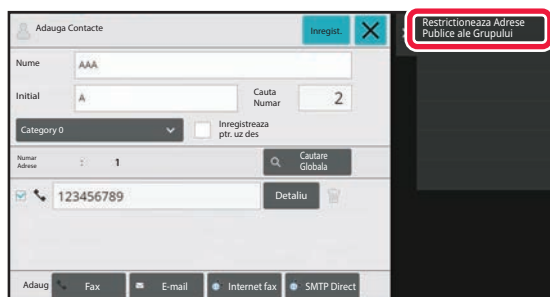 Adauga Contacte
Inregist.
Restrictioneaza Adrese
Publice ale Grupului
Nume
AAA
Initial
A
Cauta
Numar
2
Category 0
Inregistreaza
ptr. uz des
Numar
Adrese
:
1
Cautare
Globala
123456789
Detaliu
Adaug
Fax
E-mail
Internet fax
SMTP Direct